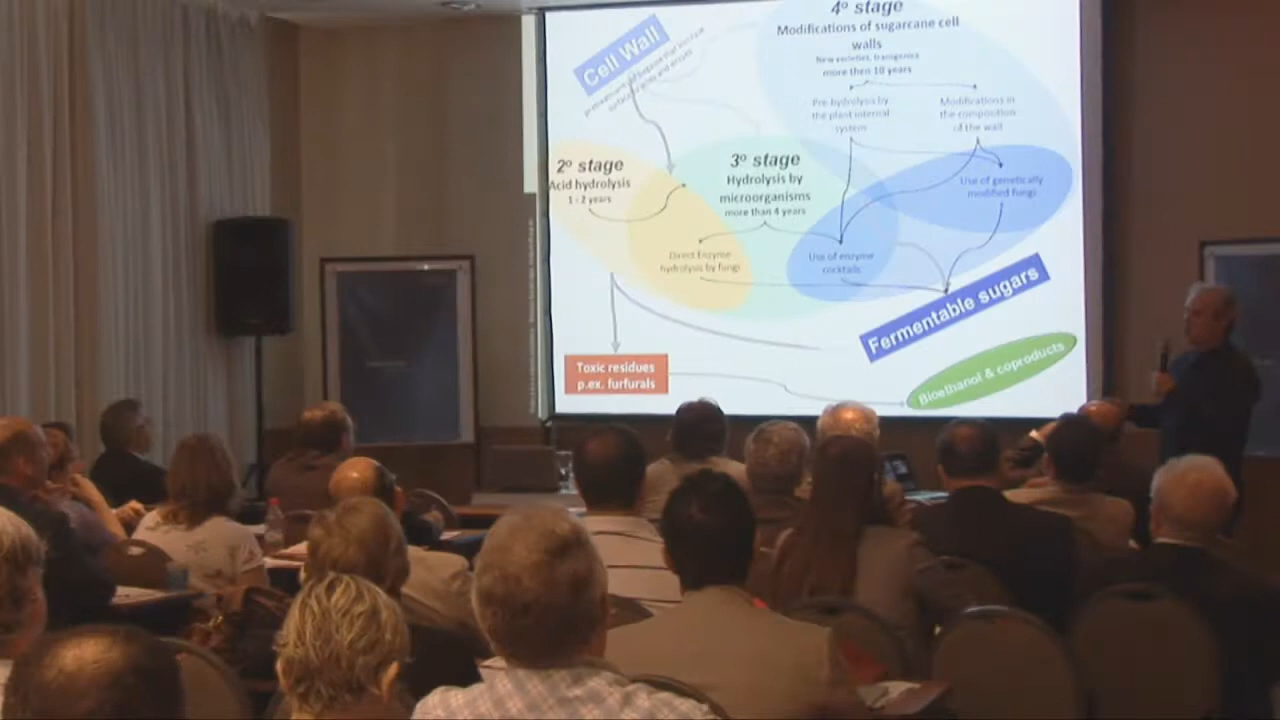 4º stage
Modifications of sugarcane cell
walls
New varieties, transgenics
more then 10 years
Cell Wall
Pre-hydrolysis by
the plant internal
system
Modifications in
the composition
of the wall
2º stage
Acid hydrolysis
1 - 2 years
3º stage
Hydrolysis by
microorganisms
more than 4 years
Use of genetically
modified fungi
Direct Enzyme
hydrolysis by fungi
Use of enzyme
cocktails
Fermentable sugars
Toxic residues
p.ex. furfurals
Bioethanol & coproducts